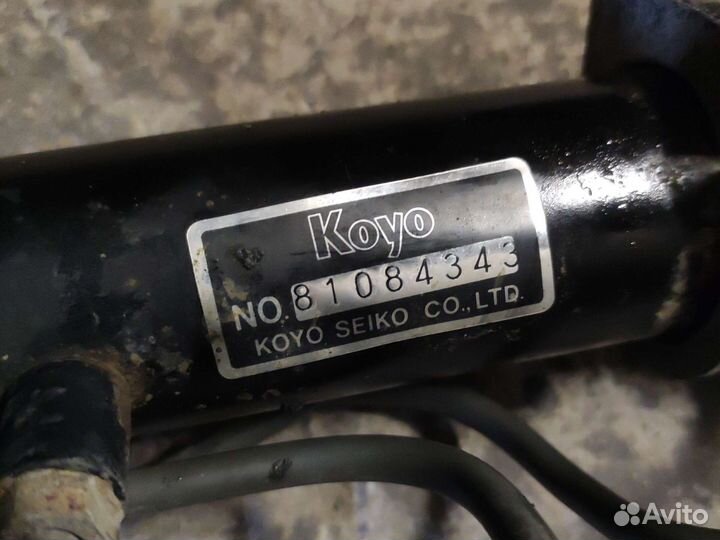 Koyo
NO. 81084343
KOYO SEIKO CO., LTD.
Avito